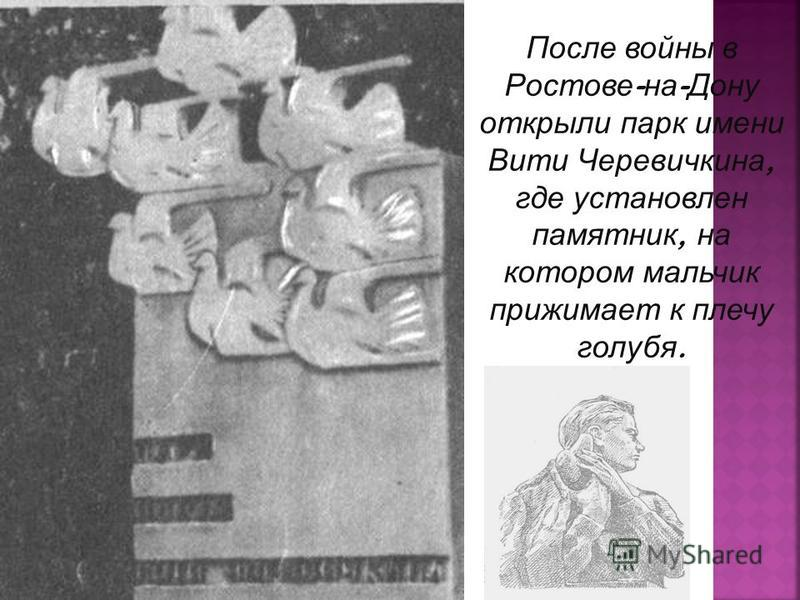 После войны в
Ростове-на-Дону
открыли парк имени
Вити Черевичкина,
где установлен
памятник, на
котором мальчик
прижимает к плечу
голубя.
MyShared